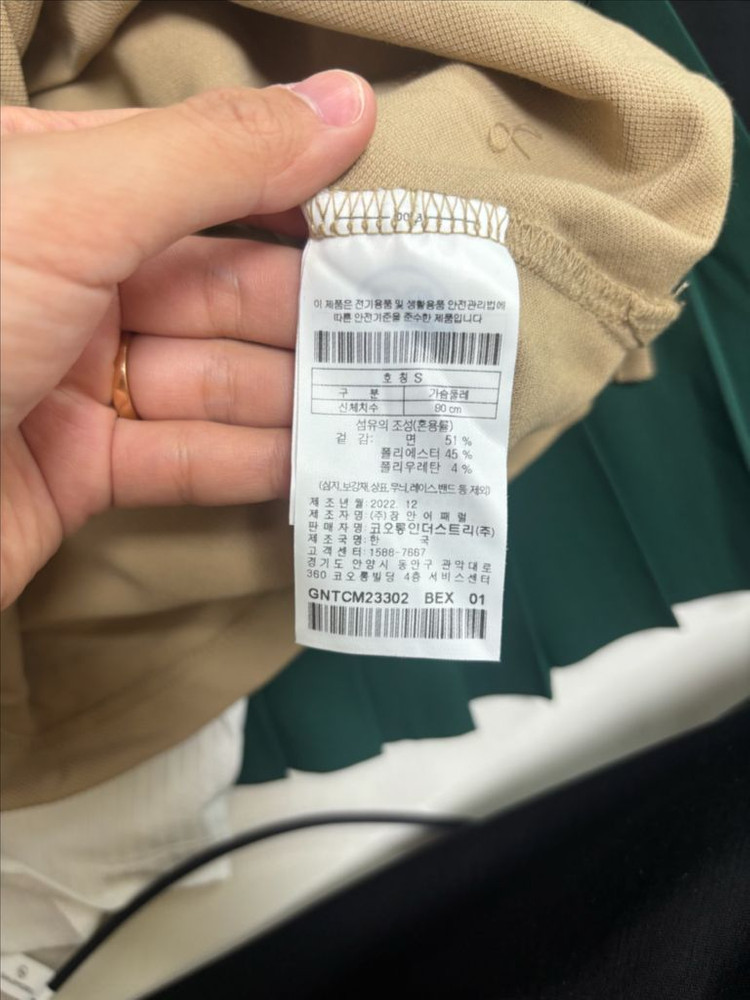 이 제품은 전기용품 및 생활용품 안전관리법에
따른 안전기준을 준수한 제품입니다
호 칭 S
구 분 가슴둘레
신체치수 90 cm
섬유의 조성(혼용률)
겉 감: 면 51 %
폴리에스터 45 %
폴리우레탄 4 %
(심지,보강재,상표,무늬,레이스,밴드 등 제외)
제 조 년 월: 2022. 12
제 조 자 명: (주)장 안 어 패 럴
판 매 자 명: 코오롱인더스트리(주)
제 조 국 명: 한 국
고 객 센 터: 1588-7667
경 기 도 안 양 시 동 안 구 관 악 대 로
360 코 오 롱 빌 딩 4층 서 비 스 센 터
GNTCM23302 BEX 01